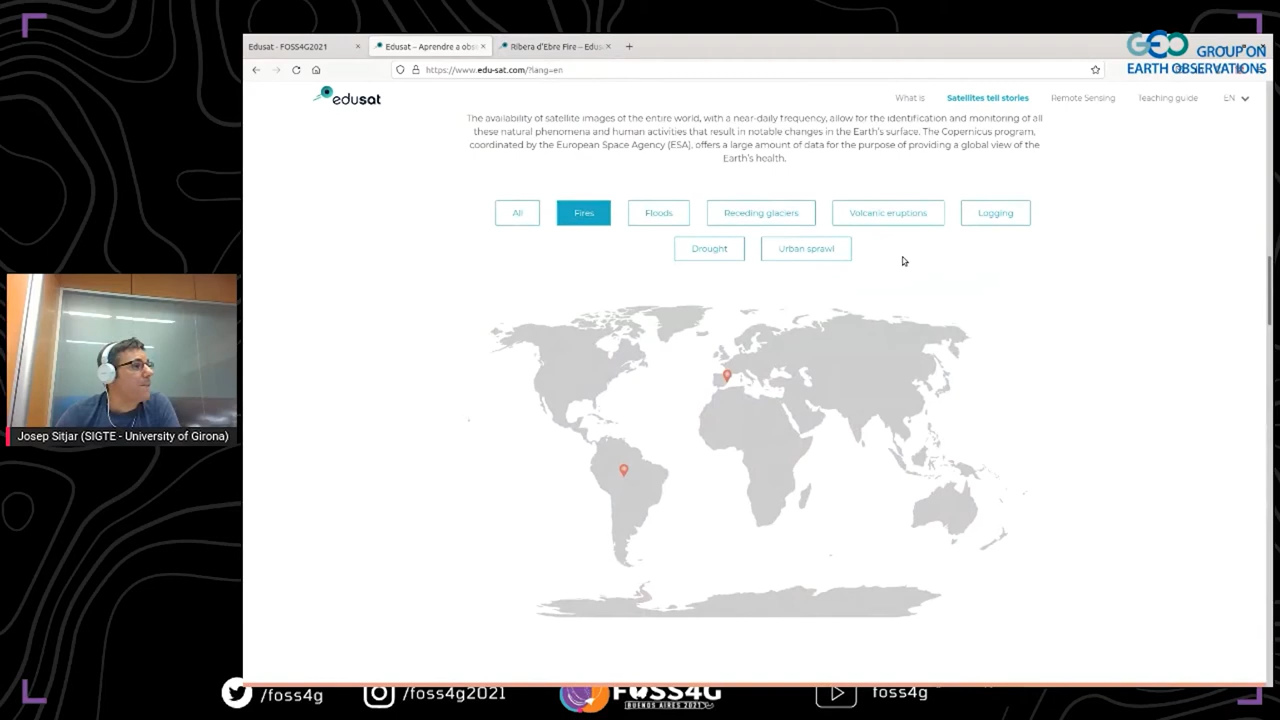 Edusat - FOSS4G2021
Edusat – Aprendre a obs
Ribera d'Ebre Fire – Edus
GEO GROUP ON
EARTH OBSERVATIONS
https://www.edu-sat.com/?lang=en
edusat
What is
Satellites tell stories
Remote Sensing
Teaching guide
EN
The availability of satellite images of the entire world, with a near-daily frequency, allow for the identification and monitoring of all
these natural phenomena and human activities that result in notable changes in the Earth's surface. The Copernicus program,
coordinated by the European Space Agency (ESA), offers a large amount of data for the purpose of providing a global view of the
Earth's health.
All
Fires
Floods
Receding glaciers
Volcanic eruptions
Logging
Drought
Urban sprawl
Josep Sitjar (SIGTE - University of Girona)
/foss4g
/foss4g2021
FOSS4G
BUENOS AIRES 2021
foss4g